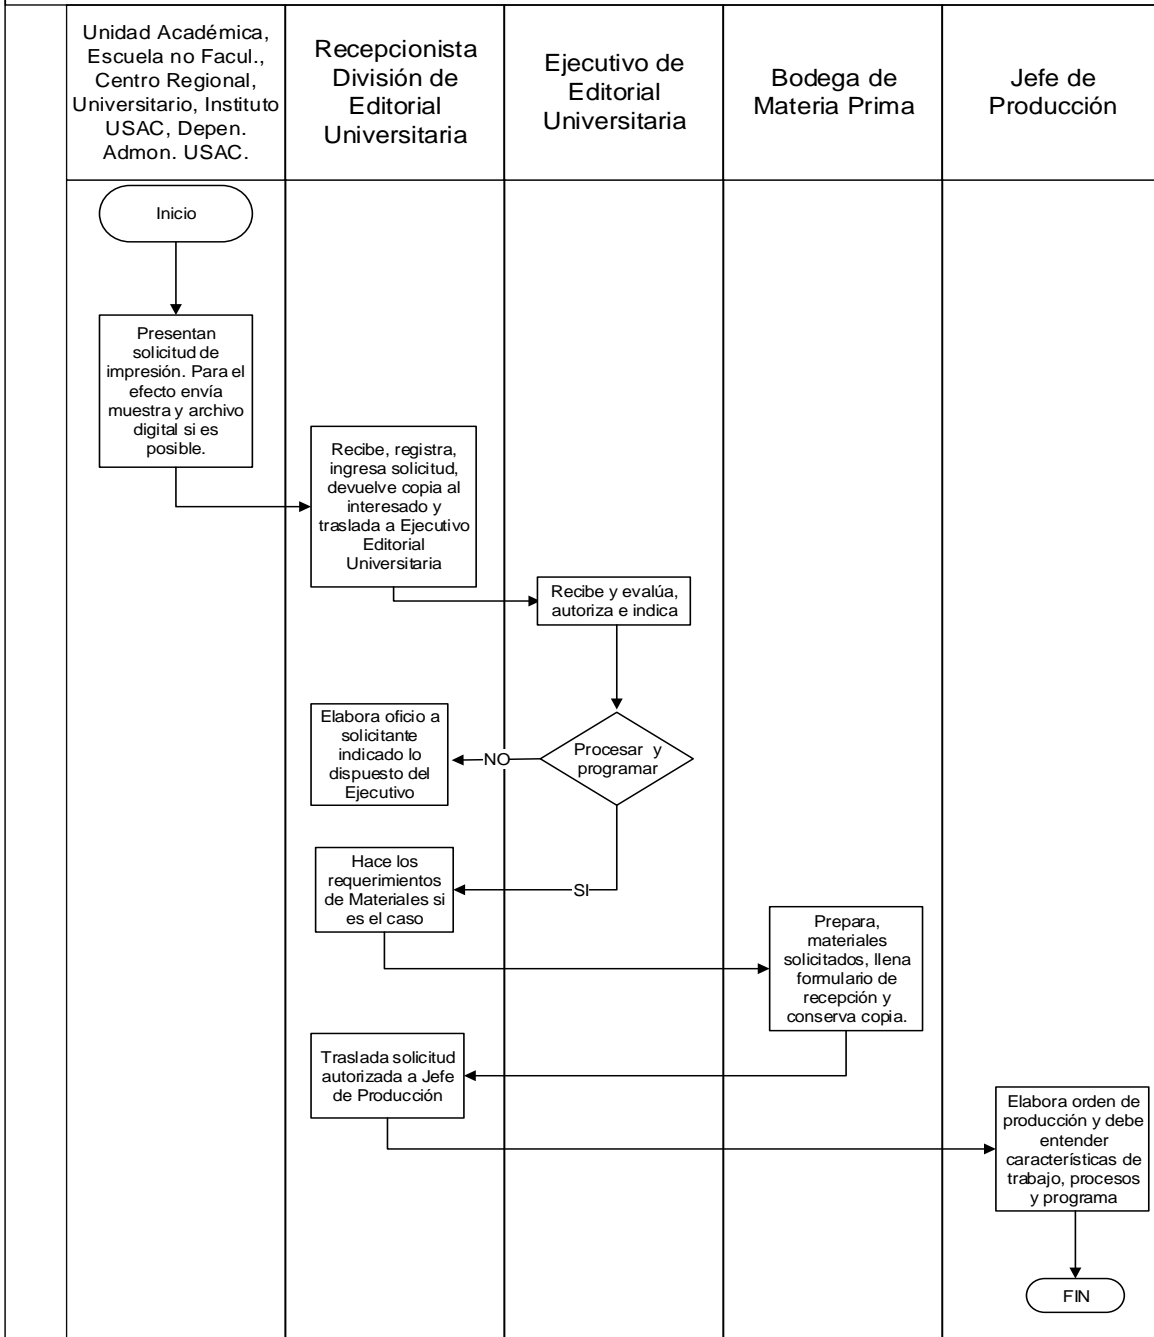 Unidad Académica,
Escuela no Facul.,
Centro Regional,
Universitario, Instituto
USAC, Depen.
Admon. USAC.
Recepcionista
División de
Editorial
Universitaria
Ejecutivo de
Editorial
Universitaria
Bodega de
Materia Prima
Jefe de
Producción
Inicio
Presentan
solicitud de
impresión. Para el
efecto envía
muestra y archivo
digital si es
posible.
Recibe, registra,
ingresa solicitud,
devuelve copia al
interesado y
traslada a Ejecutivo
Editorial
Universitaria
Recibe y evalúa,
autoriza e indica
Procesar y
programar
NO
Elabora oficio a
solicitante
indicado lo
dispuesto del
Ejecutivo
SI
Hace los
requerimientos
de Materiales si
es el caso
Prepara,
materiales
solicitados, llena
formulario de
recepción y
conserva copia.
Traslada solicitud
autorizada a Jefe
de Producción
Elabora orden de
producción y debe
entender
características de
trabajo, procesos
y programa
FIN